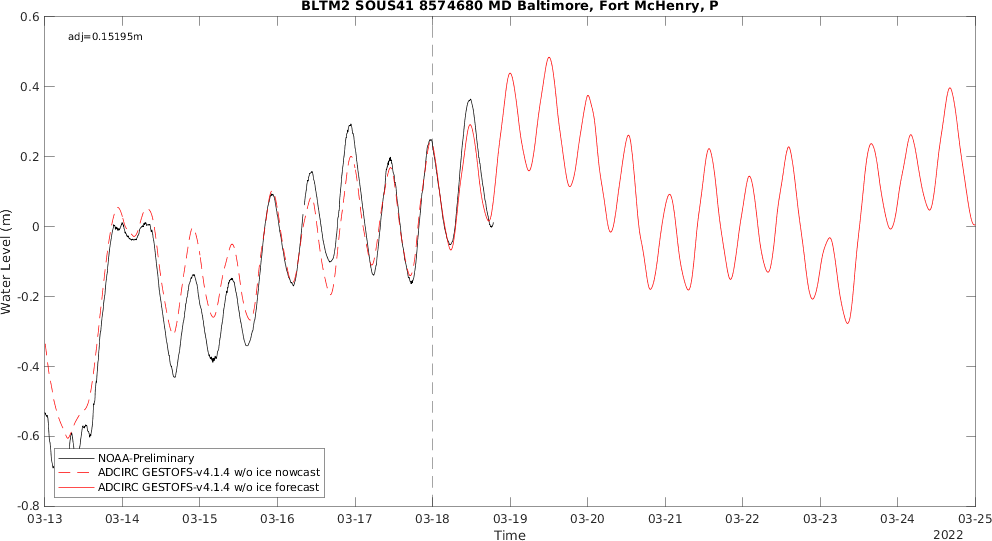 BLTM2 SOUS41 8574680 MD Baltimore, Fort McHenry, P
adj=0.15195m
Water Level (m)
0.6
0.4
0.2
0
-0.2
-0.4
-0.6
-0.8
NOAA-Preliminary
ADCIRC GESTOFS-v4.1.4 w/o ice nowcast
ADCIRC GESTOFS-v4.1.4 w/o ice forecast
03-13 03-14 03-15 03-16 03-17 03-18 03-19 03-20 03-21 03-22 03-23 03-24 03-25
Time
2022